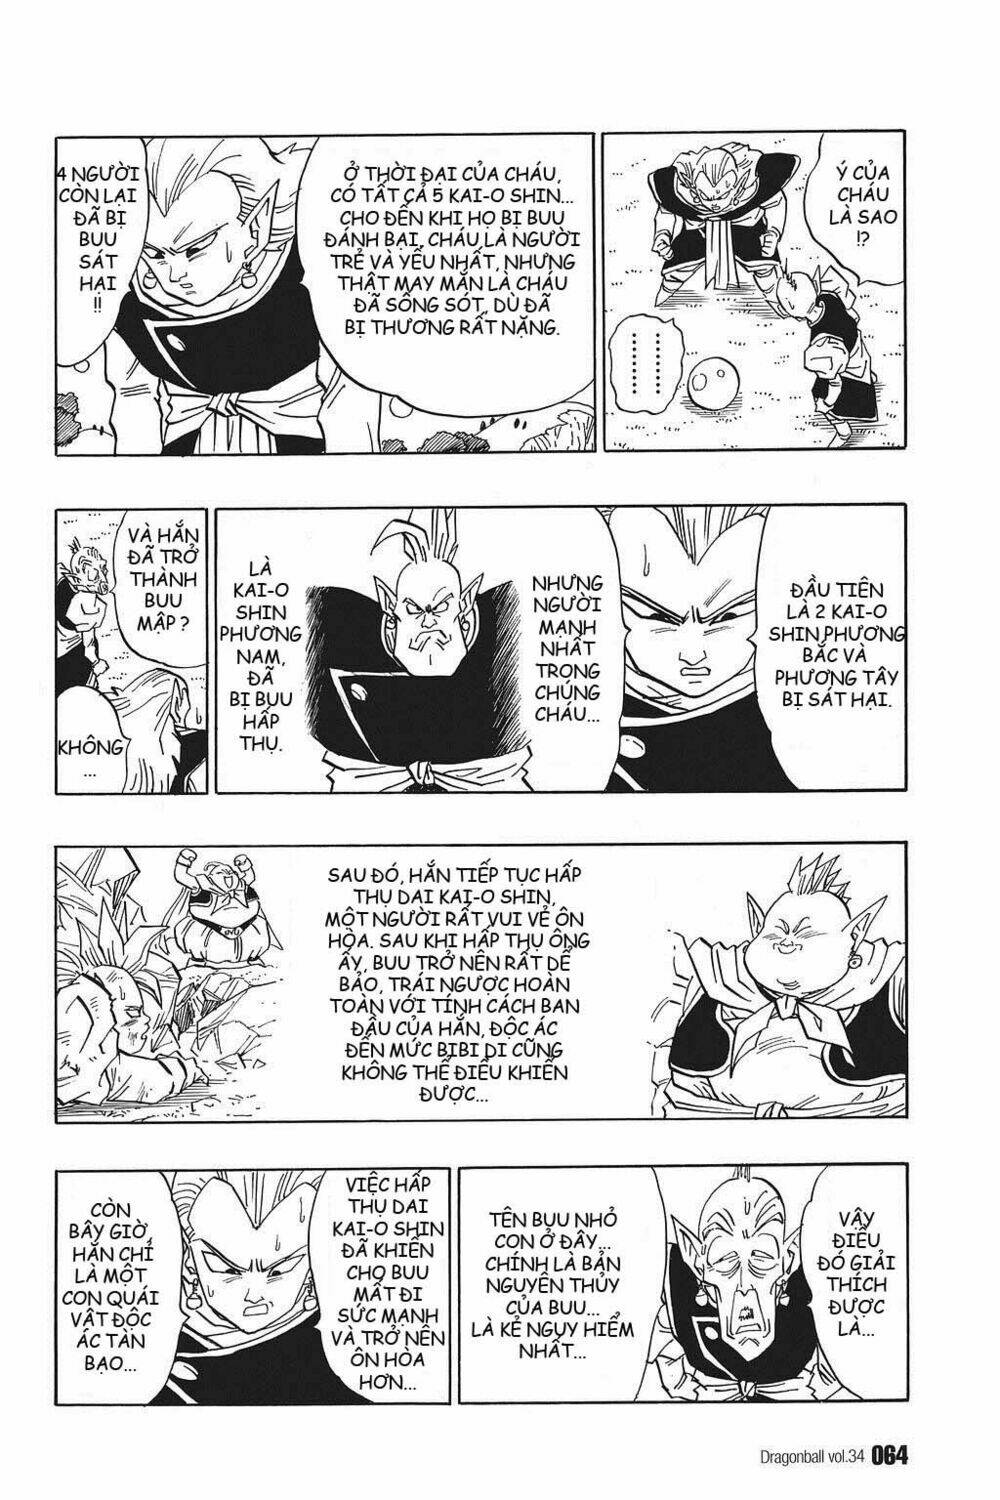 Ý CỦA
CHÁU
LÀ SAO
!?
Ở THỜI ĐẠI CỦA CHÁU,
CÓ TẤT CẢ 5 KAI-O SHIN...
CHO ĐẾN KHI HỌ BỊ BUU
ĐÁNH BẠI, CHÁU LÀ NGƯỜI
TRẺ VÀ YẾU NHẤT, NHƯNG
THẬT MAY MẮN LÀ CHÁU
ĐÃ SỐNG SÓT, DÙ ĐÃ
BỊ THƯƠNG RẤT NẶNG.
4 NGƯỜI
CÒN LẠI
ĐÃ BỊ
BUU
SÁT
HẠI
!!
ĐẦU TIÊN
LÀ 2 KAI-O
SHIN PHƯƠNG
BẮC VÀ
PHƯƠNG TÂY
BỊ SÁT HẠI.
NHƯNG
NGƯỜI
MẠNH
NHẤT
TRONG
CHÚNG
CHÁU...
LÀ
KAI-O
SHIN
PHƯƠNG
NAM,
ĐÃ
BỊ BUU
HẤP
THỤ.
VÀ HẮN
ĐÃ TRỞ
THÀNH
BUU
MẬP ?
KHÔNG
...
SAU ĐÓ, HẮN TIẾP TỤC HẤP
THỤ DAI KAI-O SHIN,
MỘT NGƯỜI RẤT VUI VẺ ÔN
HÒA. SAU KHI HẤP THỤ ÔNG
ẤY, BUU TRỞ NÊN RẤT DỄ
BẢO, TRÁI NGƯỢC HOÀN
TOÀN VỚI TÍNH CÁCH BAN
ĐẦU CỦA HẮN, ĐỘC ÁC
ĐẾN MỨC BIBI DI CŨNG
KHÔNG THỂ ĐIỀU KHIỂN
ĐƯỢC...
VẬY
ĐIỀU
ĐÓ GIẢI
THÍCH
ĐƯỢC
LÀ...
TÊN BUU NHỎ
CON Ở ĐÂY...
CHÍNH LÀ BẢN
NGUYÊN THỦY
CỦA BUU...
LÀ KẺ NGUY HIỂM
NHẤT...
VIỆC HẤP
THỤ DAI
KAI-O SHIN
ĐÃ KHIẾN
CHO BUU
MẤT ĐI
SỨC MẠNH
VÀ TRỞ NÊN
ÔN HÒA
HƠN...
CÒN
BÂY GIỜ,
HẮN CHỈ
LÀ MỘT
CON QUÁI
VẬT ĐỘC
ÁC TÀN
BẠO...
Dragonball vol.34 064